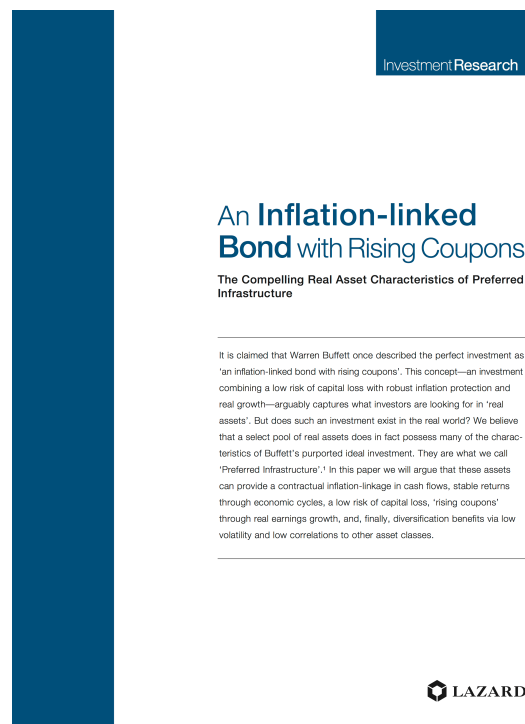 InvestmentResearch
An Inflation-linked
Bond with Rising Coupons
The Compelling Real Asset Characteristics of Preferred
Infrastructure
It is claimed that Warren Buffett once described the perfect investment as
‘an inflation-linked bond with rising coupons’. This concept—an investment
combining a low risk of capital loss with robust inflation protection and
real growth—arguably captures what investors are looking for in ‘real
assets’. But does such an investment exist in the real world? We believe
that a select pool of real assets does in fact possess many of the charac-
teristics of Buffett’s purported ideal investment. They are what we call
‘Preferred Infrastructure’.¹ In this paper we will argue that these assets
can provide a contractual inflation-linkage in cash flows, stable returns
through economic cycles, a low risk of capital loss, ‘rising coupons’
through real earnings growth, and, finally, diversification benefits via low
volatility and low correlations to other asset classes.
LAZARD